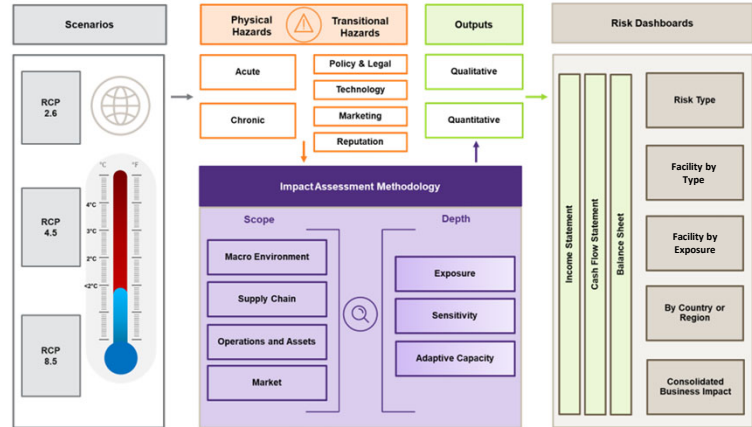 Scenarios
RCP
2.6
RCP
4.5
RCP
8.5
°C
°F
4°C
3°C
2°C
<2°C
Physical
Hazards
Transitional
Hazards
Acute
Chronic
Policy & Legal
Technology
Marketing
Reputation
Outputs
Qualitative
Quantitative
Impact Assessment Methodology
Scope
Macro Environment
Supply Chain
Operations and Assets
Market
Depth
Exposure
Sensitivity
Adaptive Capacity
Risk Dashboards
Income Statement
Cash Flow Statement
Balance Sheet
Risk Type
Facility by
Type
Facility by
Exposure
By Country or
Region
Consolidated
Business Impact